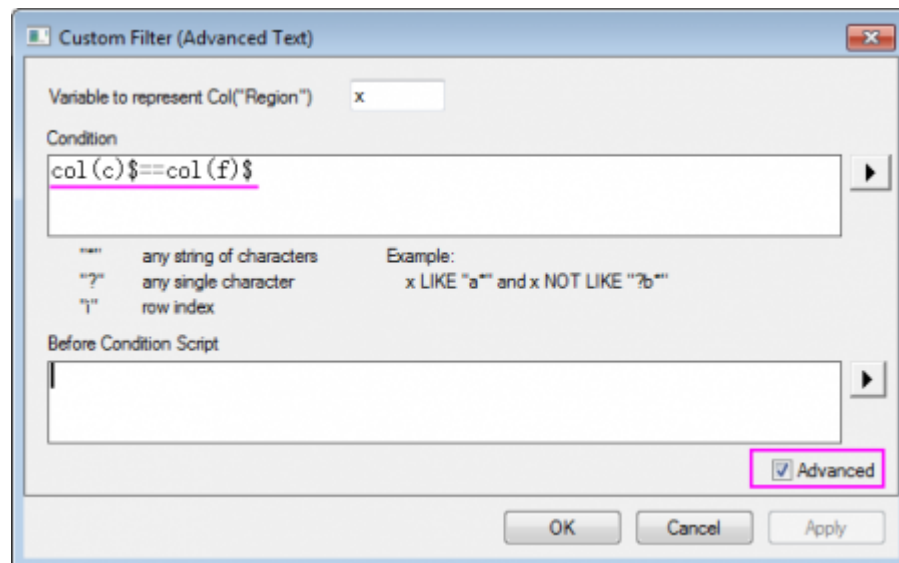 Custom Filter (Advanced Text)
Variable to represent Col("Region") x
Condition
col(c)$==col(f)$
"*" any string of characters Example:
"?" any single character x LIKE "a*" and x NOT LIKE "?b*"
"i" row index
Before Condition Script
Advanced
OK Cancel Apply